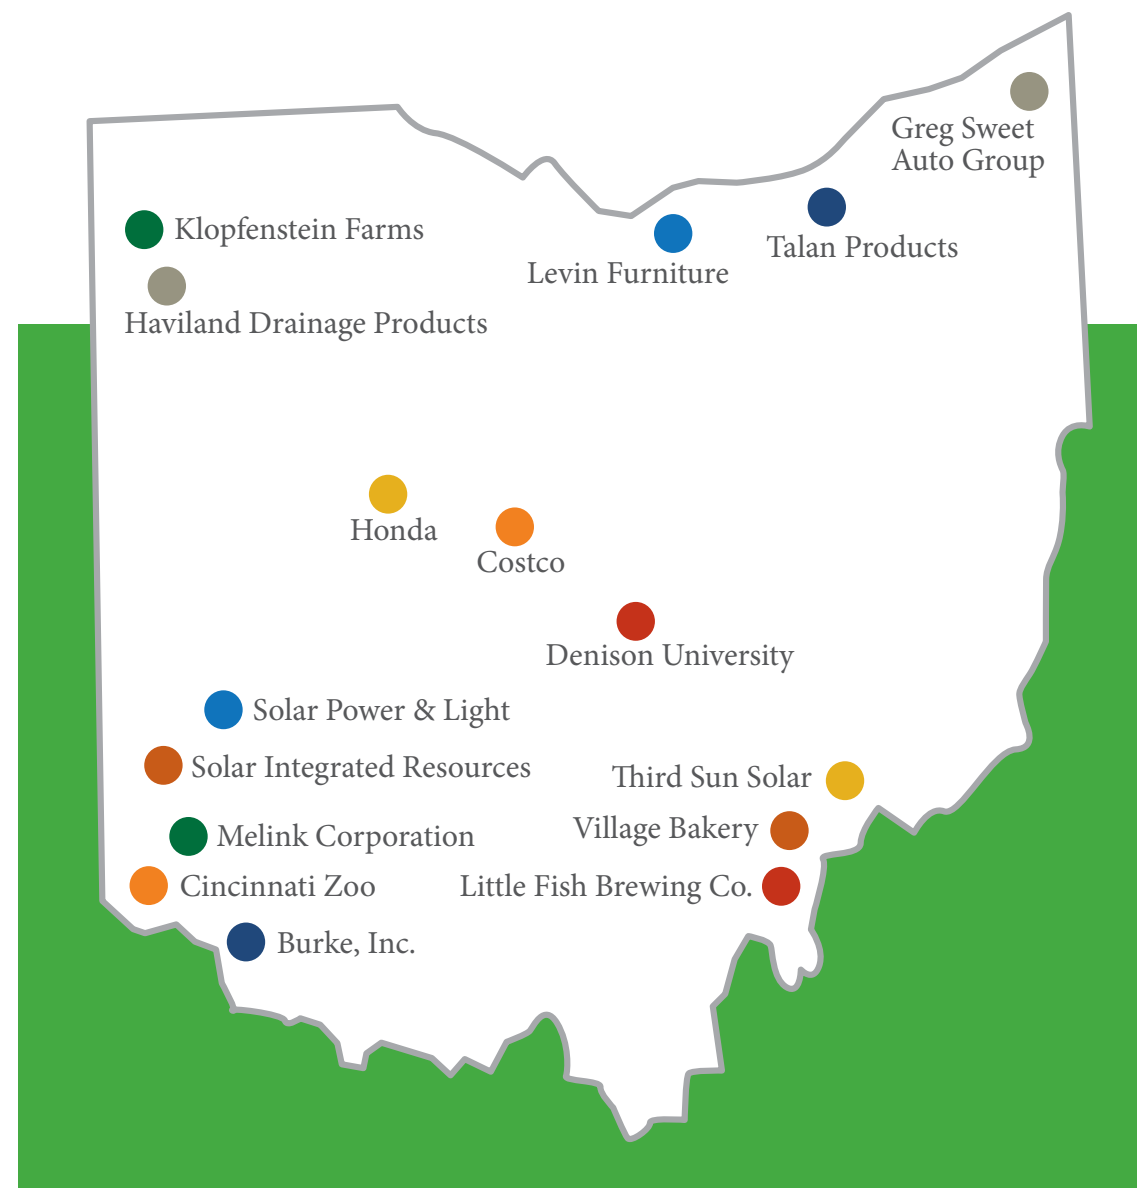 Greg Sweet
Auto Group
Klopfenstein Farms
Talan Products
Levin Furniture
Haviland Drainage Products
Honda
Costco
Denison University
Solar Power & Light
Solar Integrated Resources
Third Sun Solar
Village Bakery
Melink Corporation
Cincinnati Zoo
Little Fish Brewing Co.
Burke, Inc.